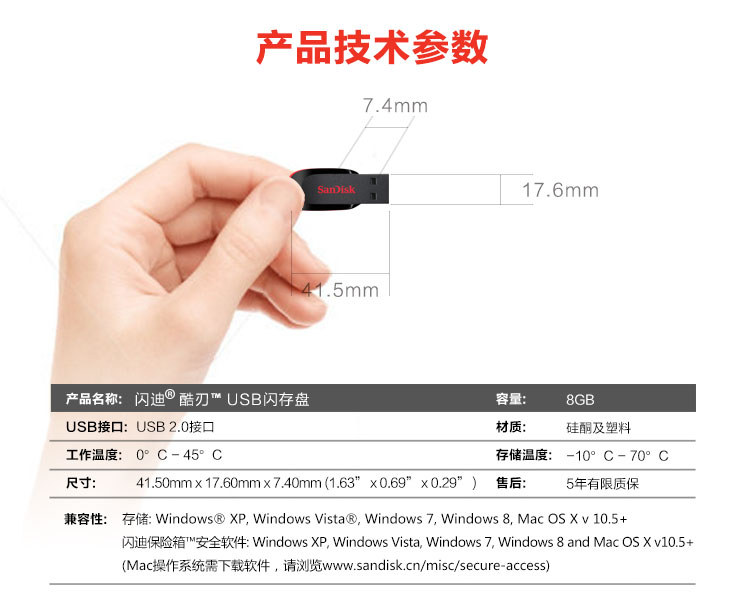 产品技术参数
7.4mm
SanDisk
17.6mm
41.5mm
产品名称: 闪迪® 酷刃™ USB闪存盘 容量: 8GB
USB接口: USB 2.0接口 材质: 硅酮及塑料
工作温度: 0° C – 45° C 存储温度: –10° C – 70° C
尺寸: 41.50mm x 17.60mm x 7.40mm (1.63” x 0.69” x 0.29” ) 售后: 5年有限质保
兼容性: 存储: Windows® XP, Windows Vista®, Windows 7, Windows 8, Mac OS X v 10.5+
闪迪保险箱™安全软件: Windows XP, Windows Vista, Windows 7, Windows 8 and Mac OS X v10.5+
(Mac操作系统需下载软件，请浏览www.sandisk.cn/misc/secure-access)